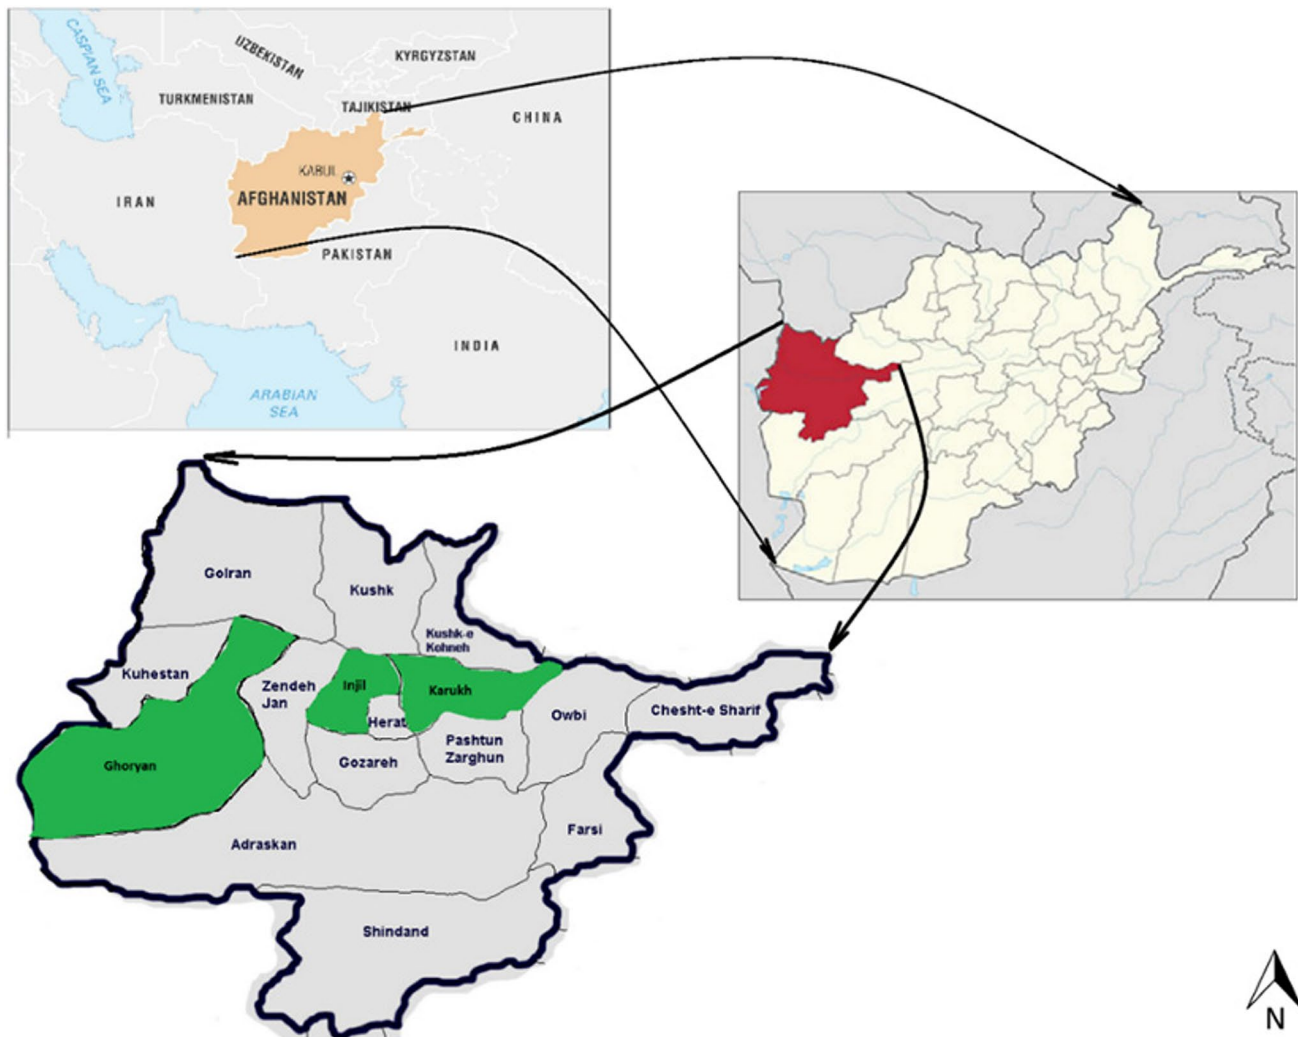 CASPIAN SEA
UZBEKISTAN
KYRGYZSTAN
TURKMENISTAN
TAJIKISTAN
CHINA
KABUL
IRAN
AFGHANISTAN
PAKISTAN
INDIA
ARABIAN
SEA
Golran
Kushk
Kushk-e
Kohneh
Kuhestan
Zendeh
Jan
Injil
Karukh
Herat
Owbi
Chesht-e Sharif
Pashtun
Zarghun
Ghoryan
Gozareh
Adraskan
Farsi
Shindand
N